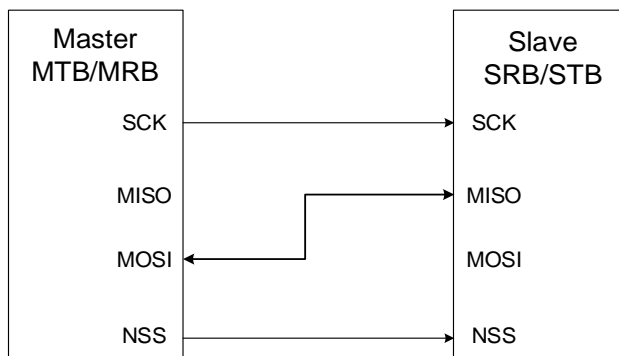 Master
MTB/MRB
Slave
SRB/STB
SCK
SCK
MISO
MISO
MOSI
MOSI
NSS
NSS